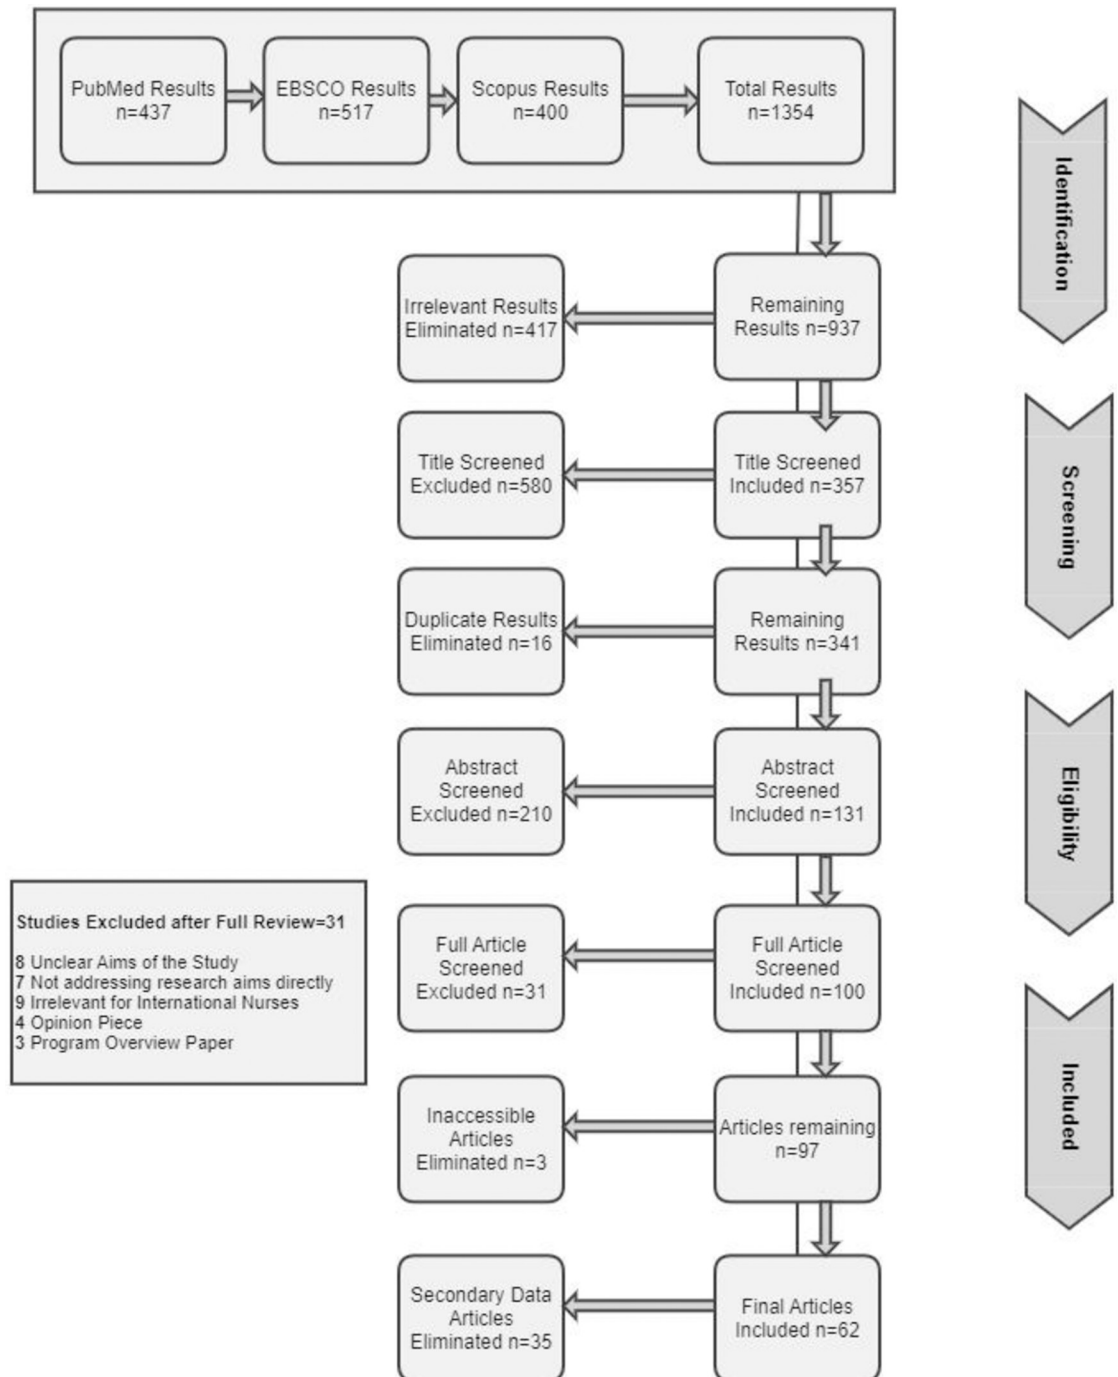 PubMed Results
n=437
EBSCO Results
n=517
Scopus Results
n=400
Total Results
n=1354
Identification
Irrelevant Results
Eliminated n=417
Remaining
Results n=937
Screening
Title Screened
Excluded n=580
Title Screened
Included n=357
Duplicate Results
Eliminated n=16
Remaining
Results n=341
Eligibility
Abstract
Screened
Excluded n=210
Abstract
Screened
Included n=131
Studies Excluded after Full Review=31
8 Unclear Aims of the Study
7 Not addressing research aims directly
9 Irrelevant for International Nurses
4 Opinion Piece
3 Program Overview Paper
Full Article
Screened
Excluded n=31
Full Article
Screened
Included n=100
Included
Inaccessible
Articles
Eliminated n=3
Articles remaining
n=97
Secondary Data
Articles
Eliminated n=35
Final Articles
Included n=62